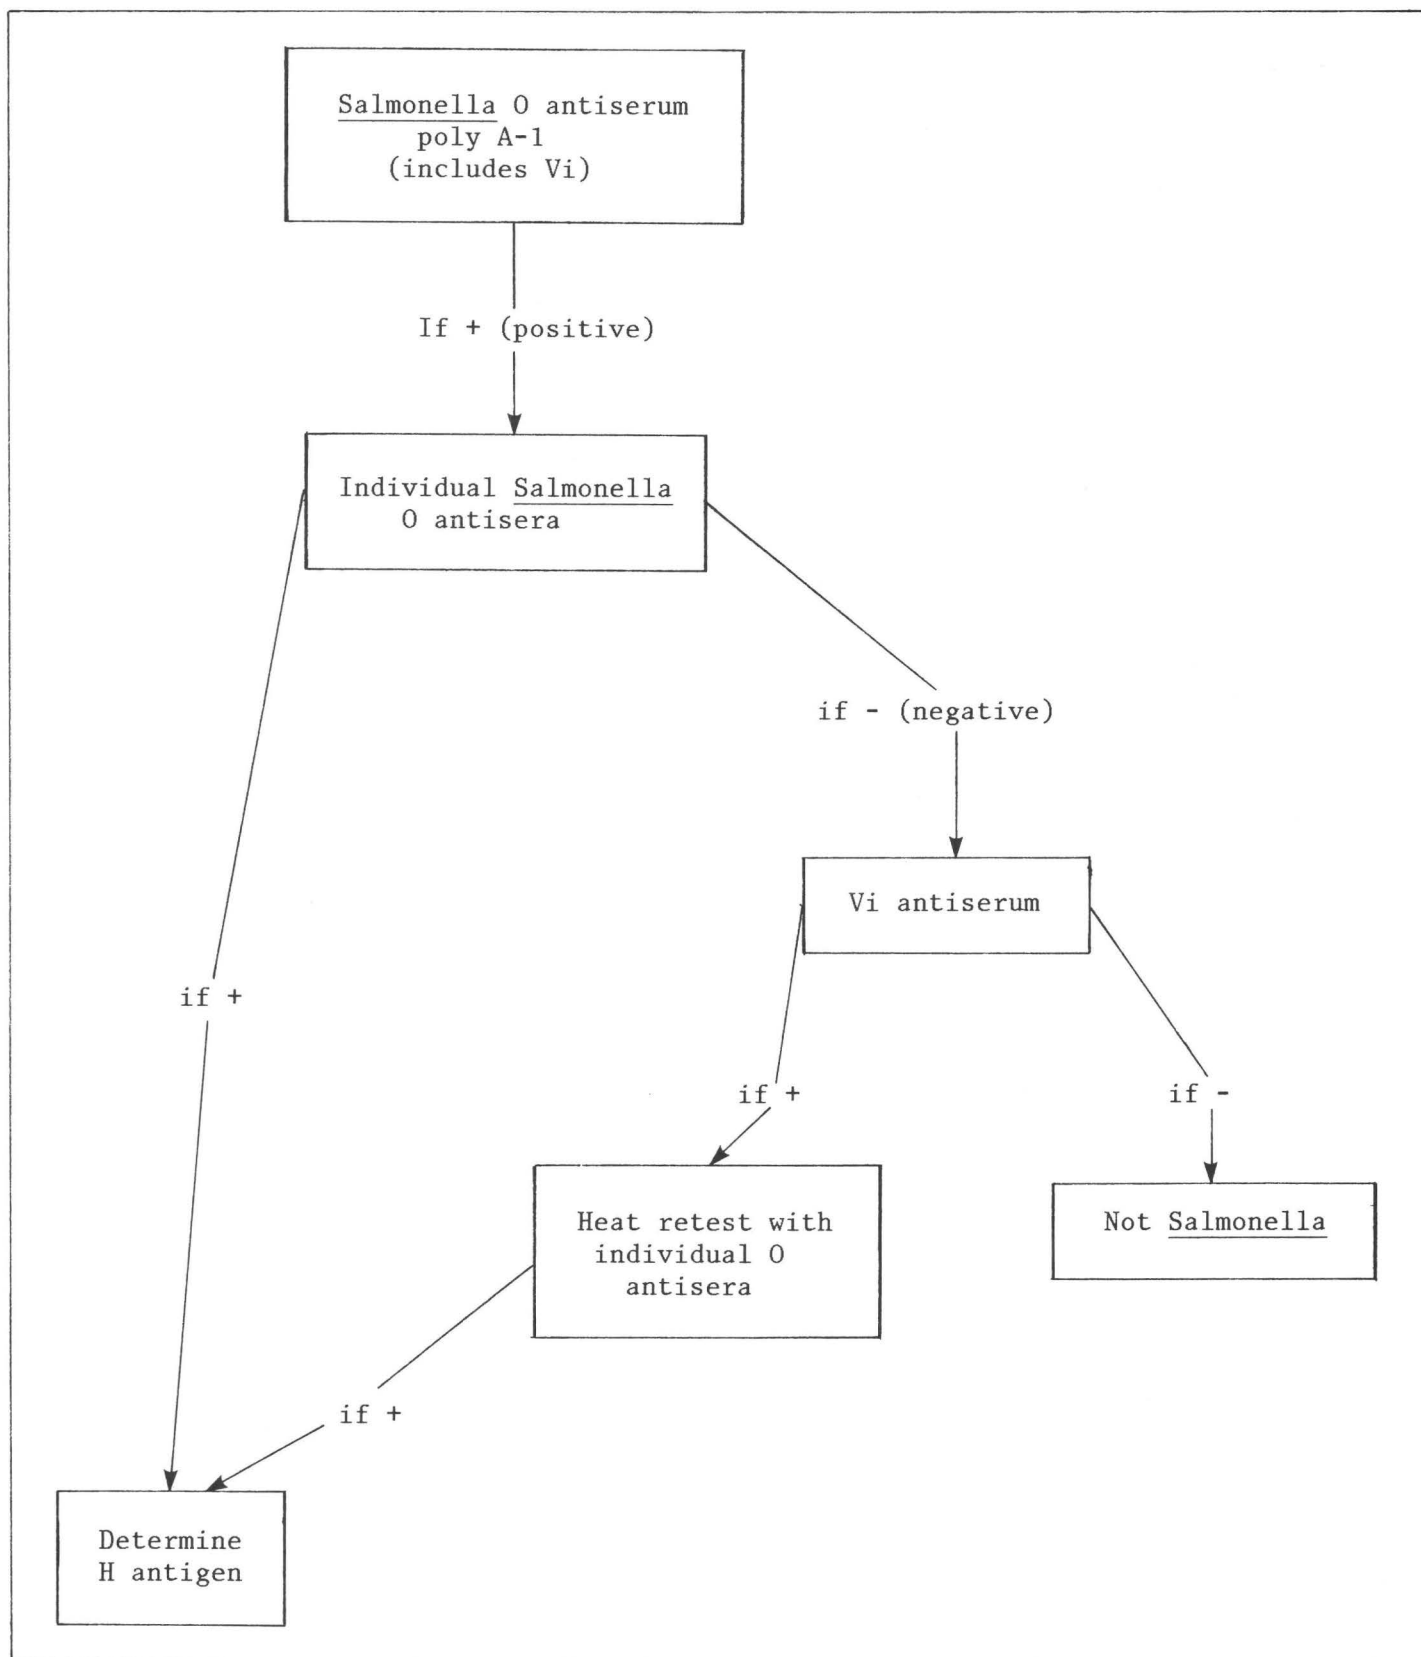 Salmonella O antiserum
poly A-1
(includes Vi)
If + (positive)
Individual Salmonella
O antisera
if - (negative)
Vi antiserum
if +
if +
if -
Heat retest with
individual O
antisera
Not Salmonella
if +
Determine
H antigen